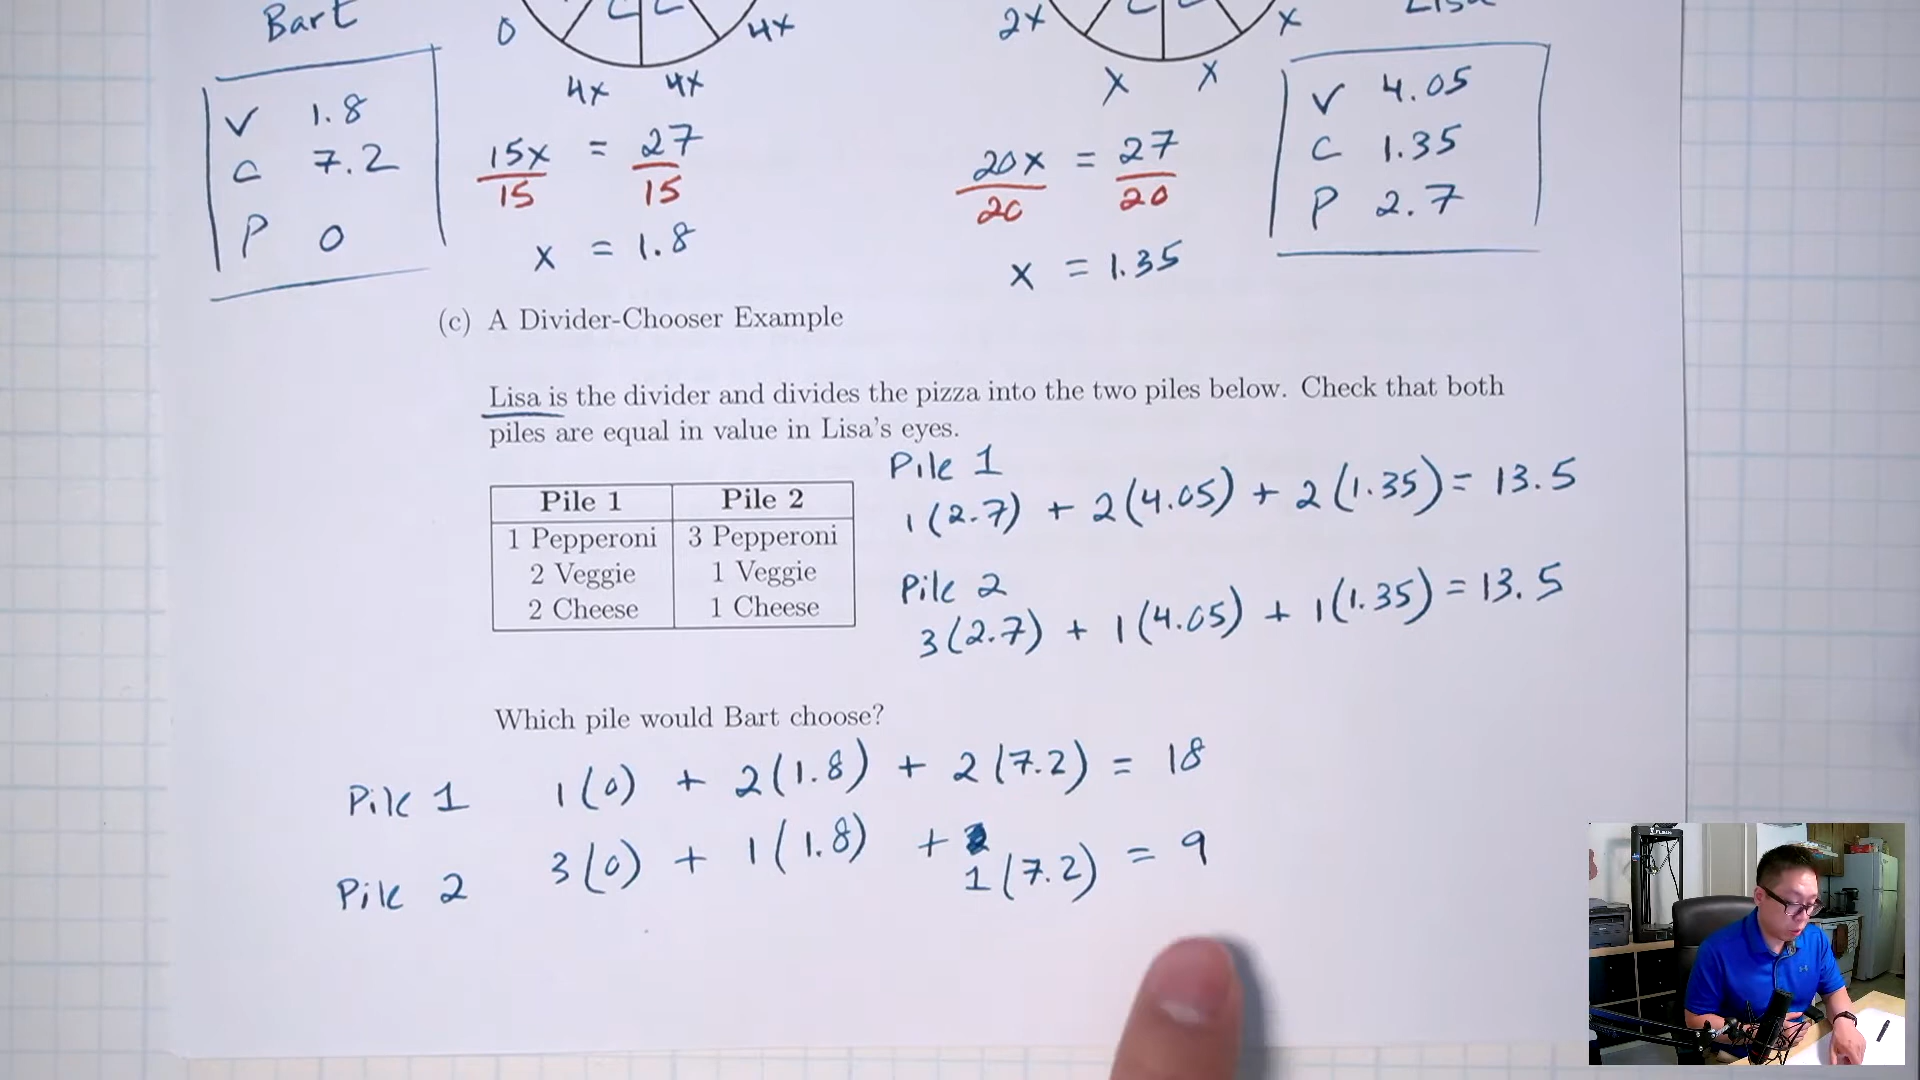 Bart
0
4x
4x 4x
V 1.8
C 7.2
P 0
15x = 27
15 15
x = 1.8
2x
x
x x
20x = 27
20 20
x = 1.35
V 4.05
C 1.35
P 2.7
(c) A Divider-Chooser Example
Lisa is the divider and divides the pizza into the two piles below. Check that both
piles are equal in value in Lisa's eyes.
Pile 1 Pile 2
1 Pepperoni 3 Pepperoni
2 Veggie 1 Veggie
2 Cheese 1 Cheese
Pile 1
1(2.7) + 2(4.05) + 2(1.35) = 13.5
Pile 2
3(2.7) + 1(4.05) + 1(1.35) = 13.5
Which pile would Bart choose?
Pile 1 1(0) + 2(1.8) + 2(7.2) = 18
Pile 2 3(0) + 1(1.8) + 1(7.2) = 9